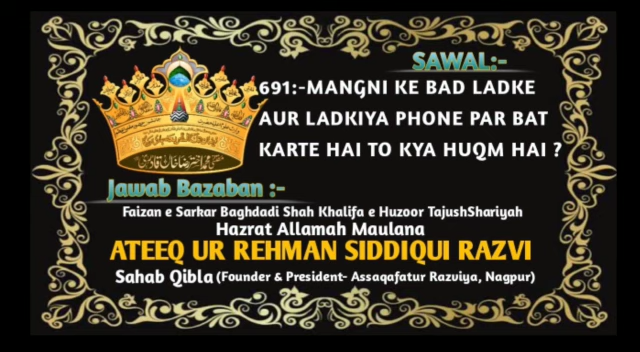 SAWAL:-
691:-MANGNI KE BAD LADKE
AUR LADKIYA PHONE PAR BAT
KARTE HAI TO KYA HUQM HAI ?
Jawab Bazaban :-
Faizan e Sarkar Baghdadi Shah Khalifa e Huzoor TajushShariyah
Hazrat Allamah Maulana
ATEEQ UR REHMAN SIDDIQUI RAZVI
Sahab Qibla (Founder & President- Assaqafatur Razviya, Nagpur)